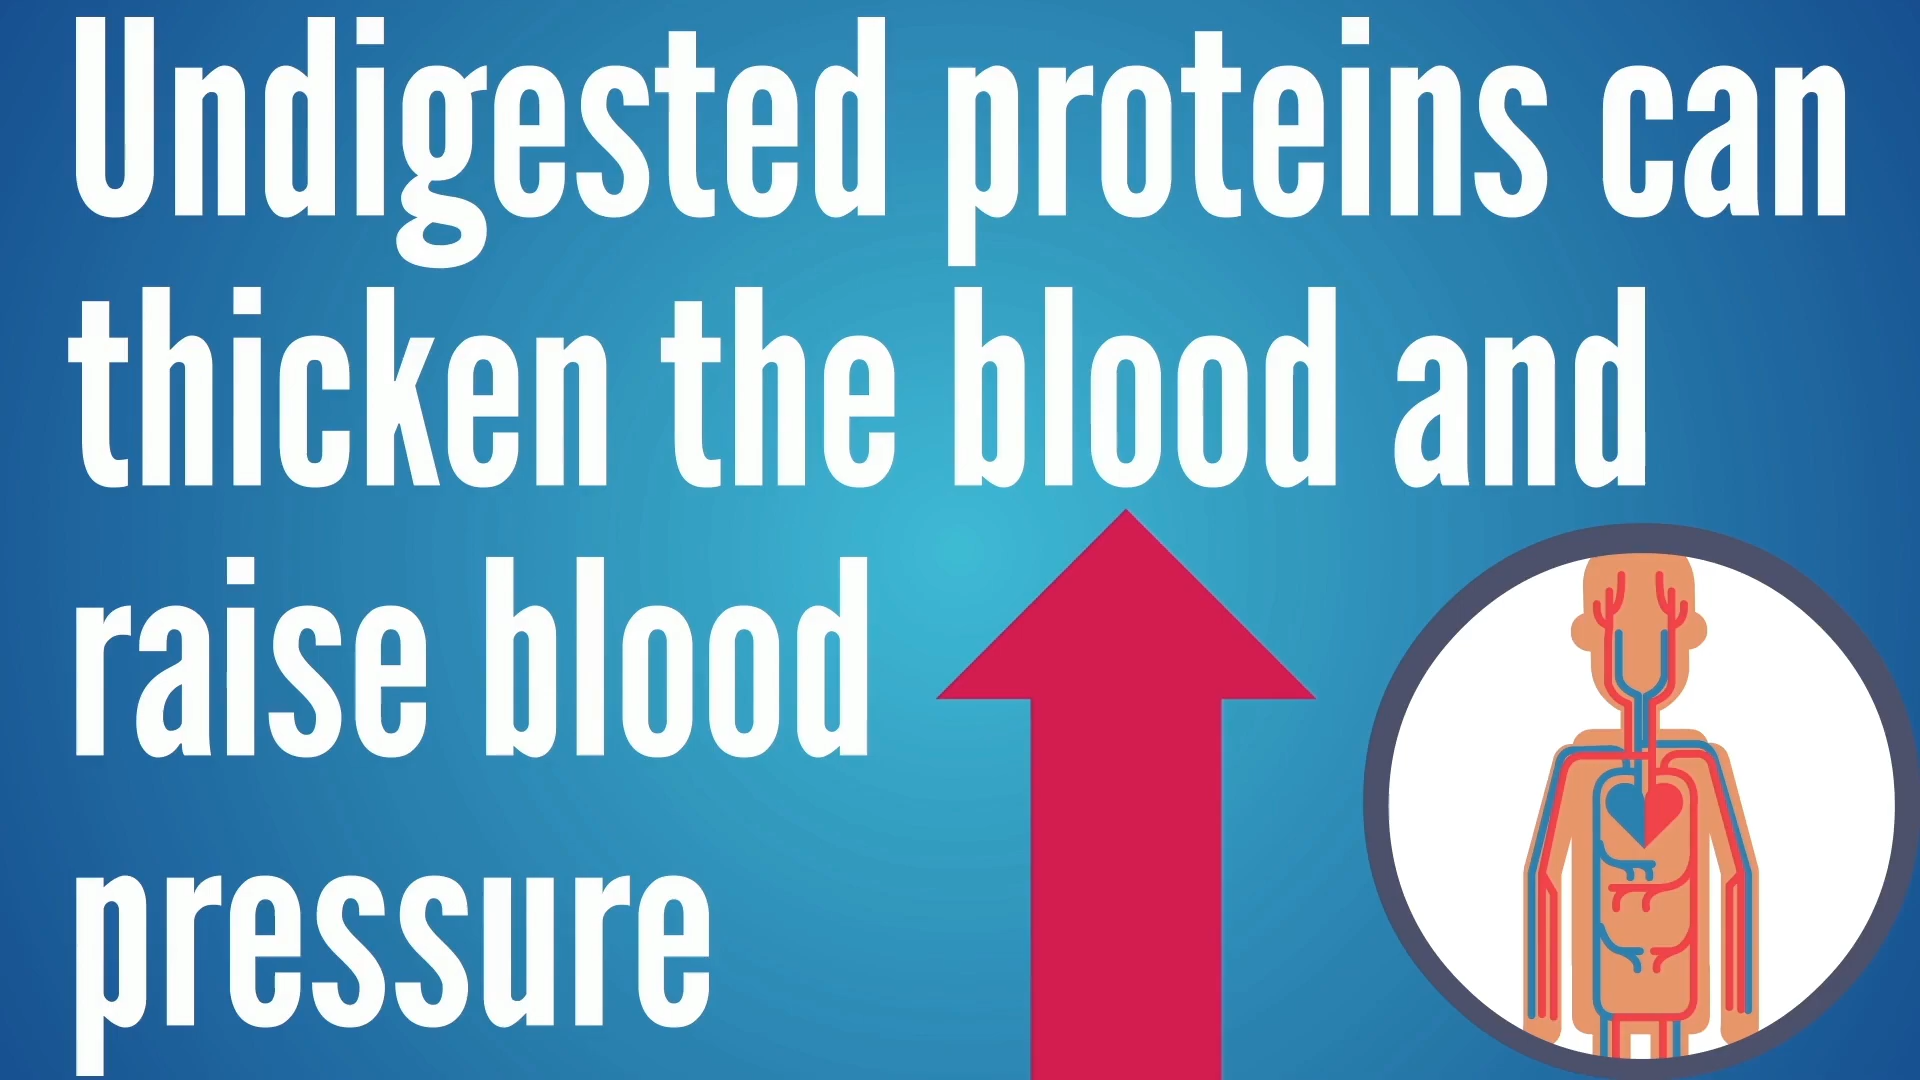 Undigested proteins can
thicken the blood and
raise blood
pressure